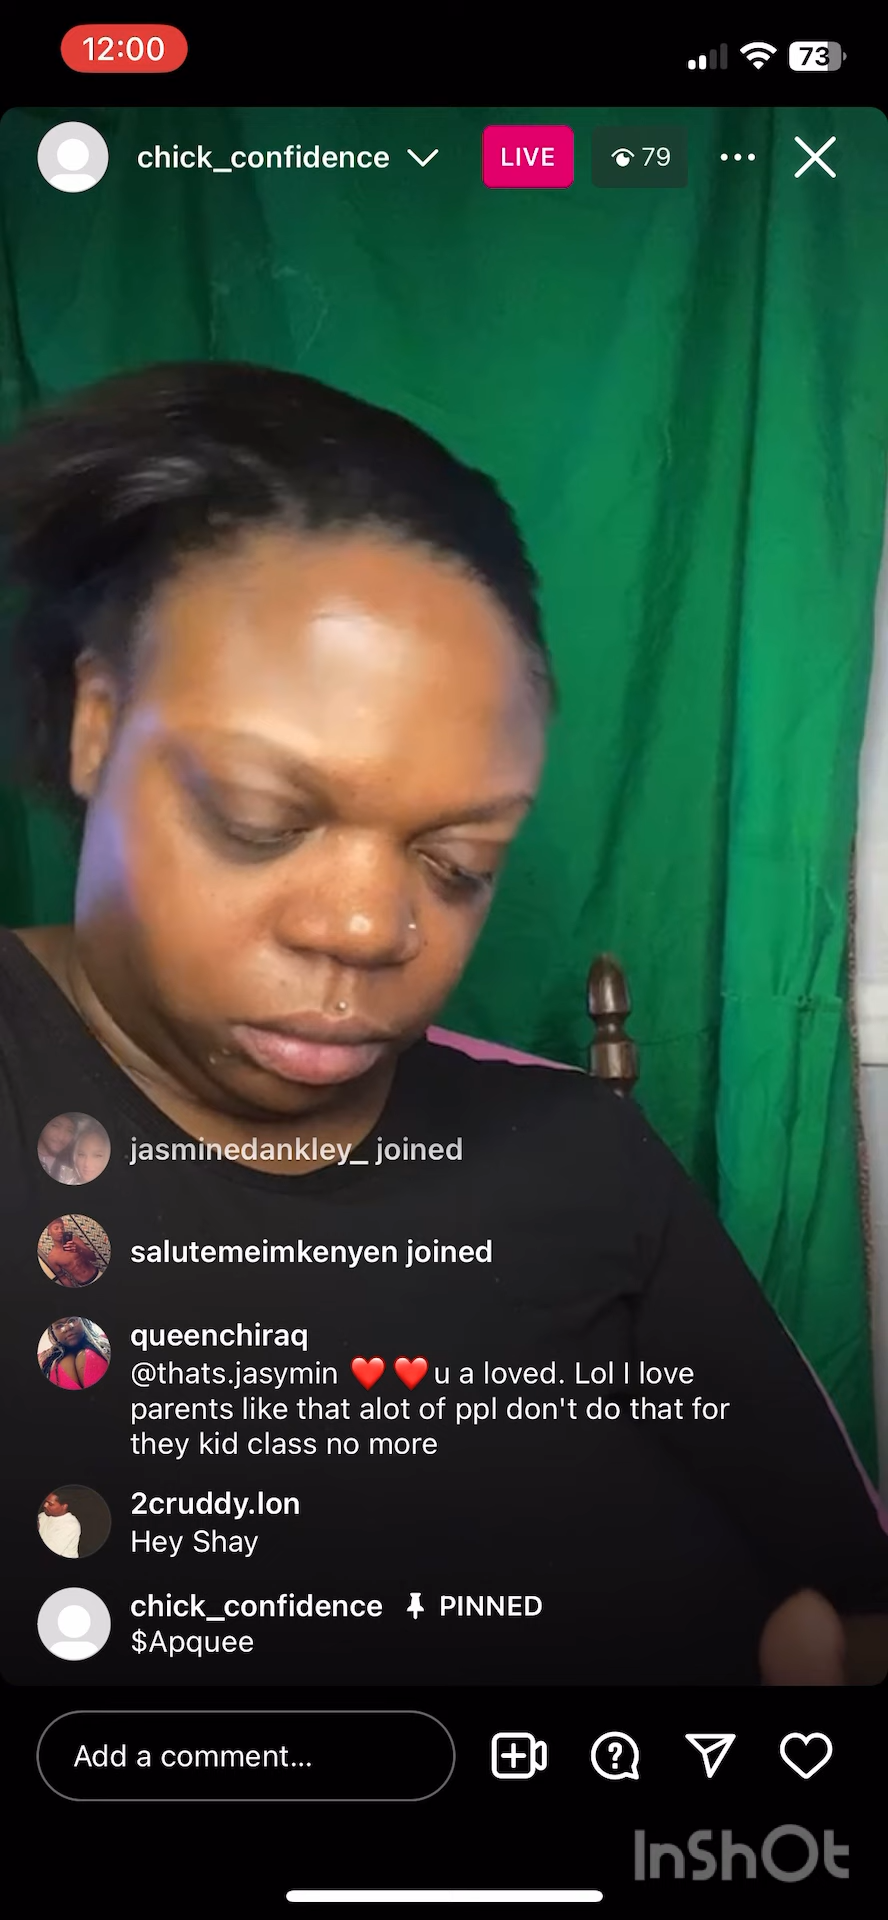 12:00
73
chick_confidence
LIVE
79
jasminedankley_ joined
salutemeimkenyen joined
queenchiraq
@thats.jasymin ❤️❤️u a loved. Lol I love
parents like that alot of ppl don't do that for
they kid class no more
2cruddy.lon
Hey Shay
chick_confidence PINNED
$Apquee
Add a comment...
InShOt